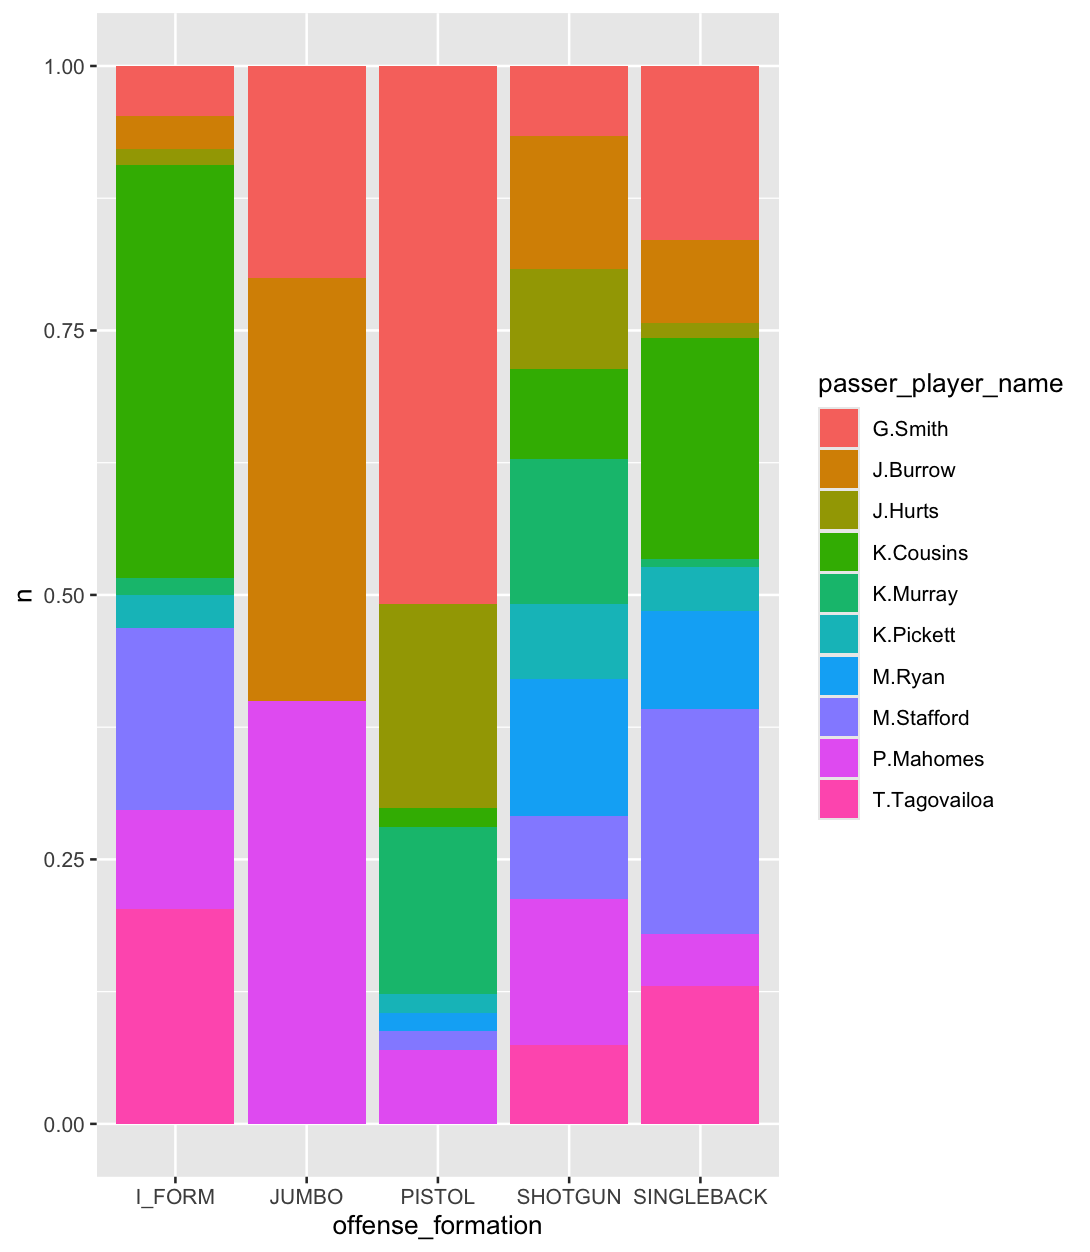 1.00
0.75
0.50
0.25
0.00
n
I_FORM JUMBO PISTOL SHOTGUN SINGLEBACK
offense_formation
passer_player_name
G.Smith
J.Burrow
J.Hurts
K.Cousins
K.Murray
K.Pickett
M.Ryan
M.Stafford
P.Mahomes
T.Tagovailoa